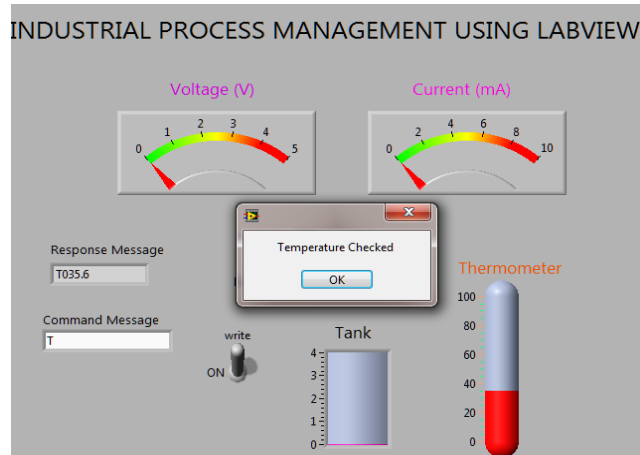 INDUSTRIAL PROCESS MANAGEMENT USING LABVIEW
Voltage (V)
Current (mA)
0 1 2 3 4 5
0 2 4 6 8 10
Temperature Checked
OK
Response Message
T035.6
Command Message
T
write
ON
Tank
4
3
2
1
0
Thermometer
100
80
60
40
20
0